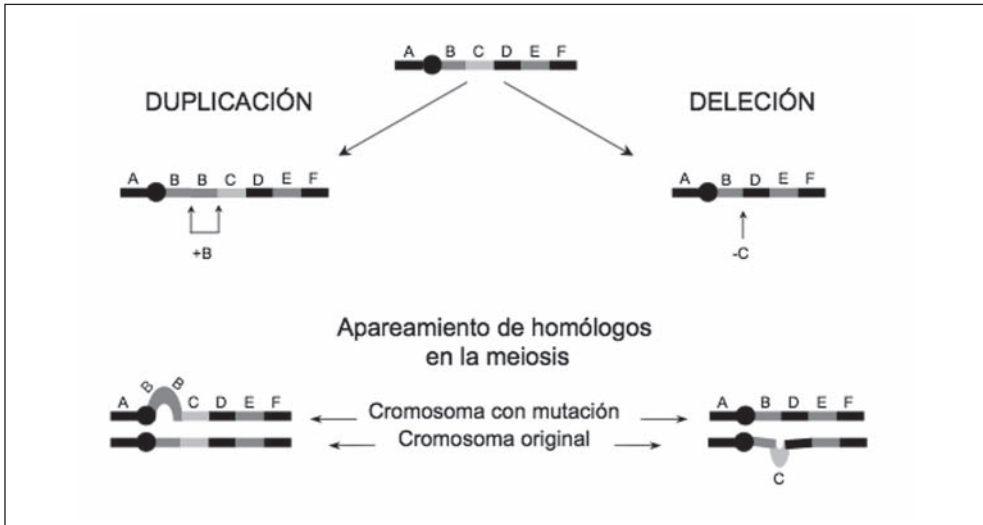 A B C D E F
DUPLICACIÓN
DELECIÓN
A B B C D E F
A B D E F
+B
-C
Apareamiento de homólogos
en la meiosis
A B B C D E F
Cromosoma con mutación
A B D E F
Cromosoma original
C